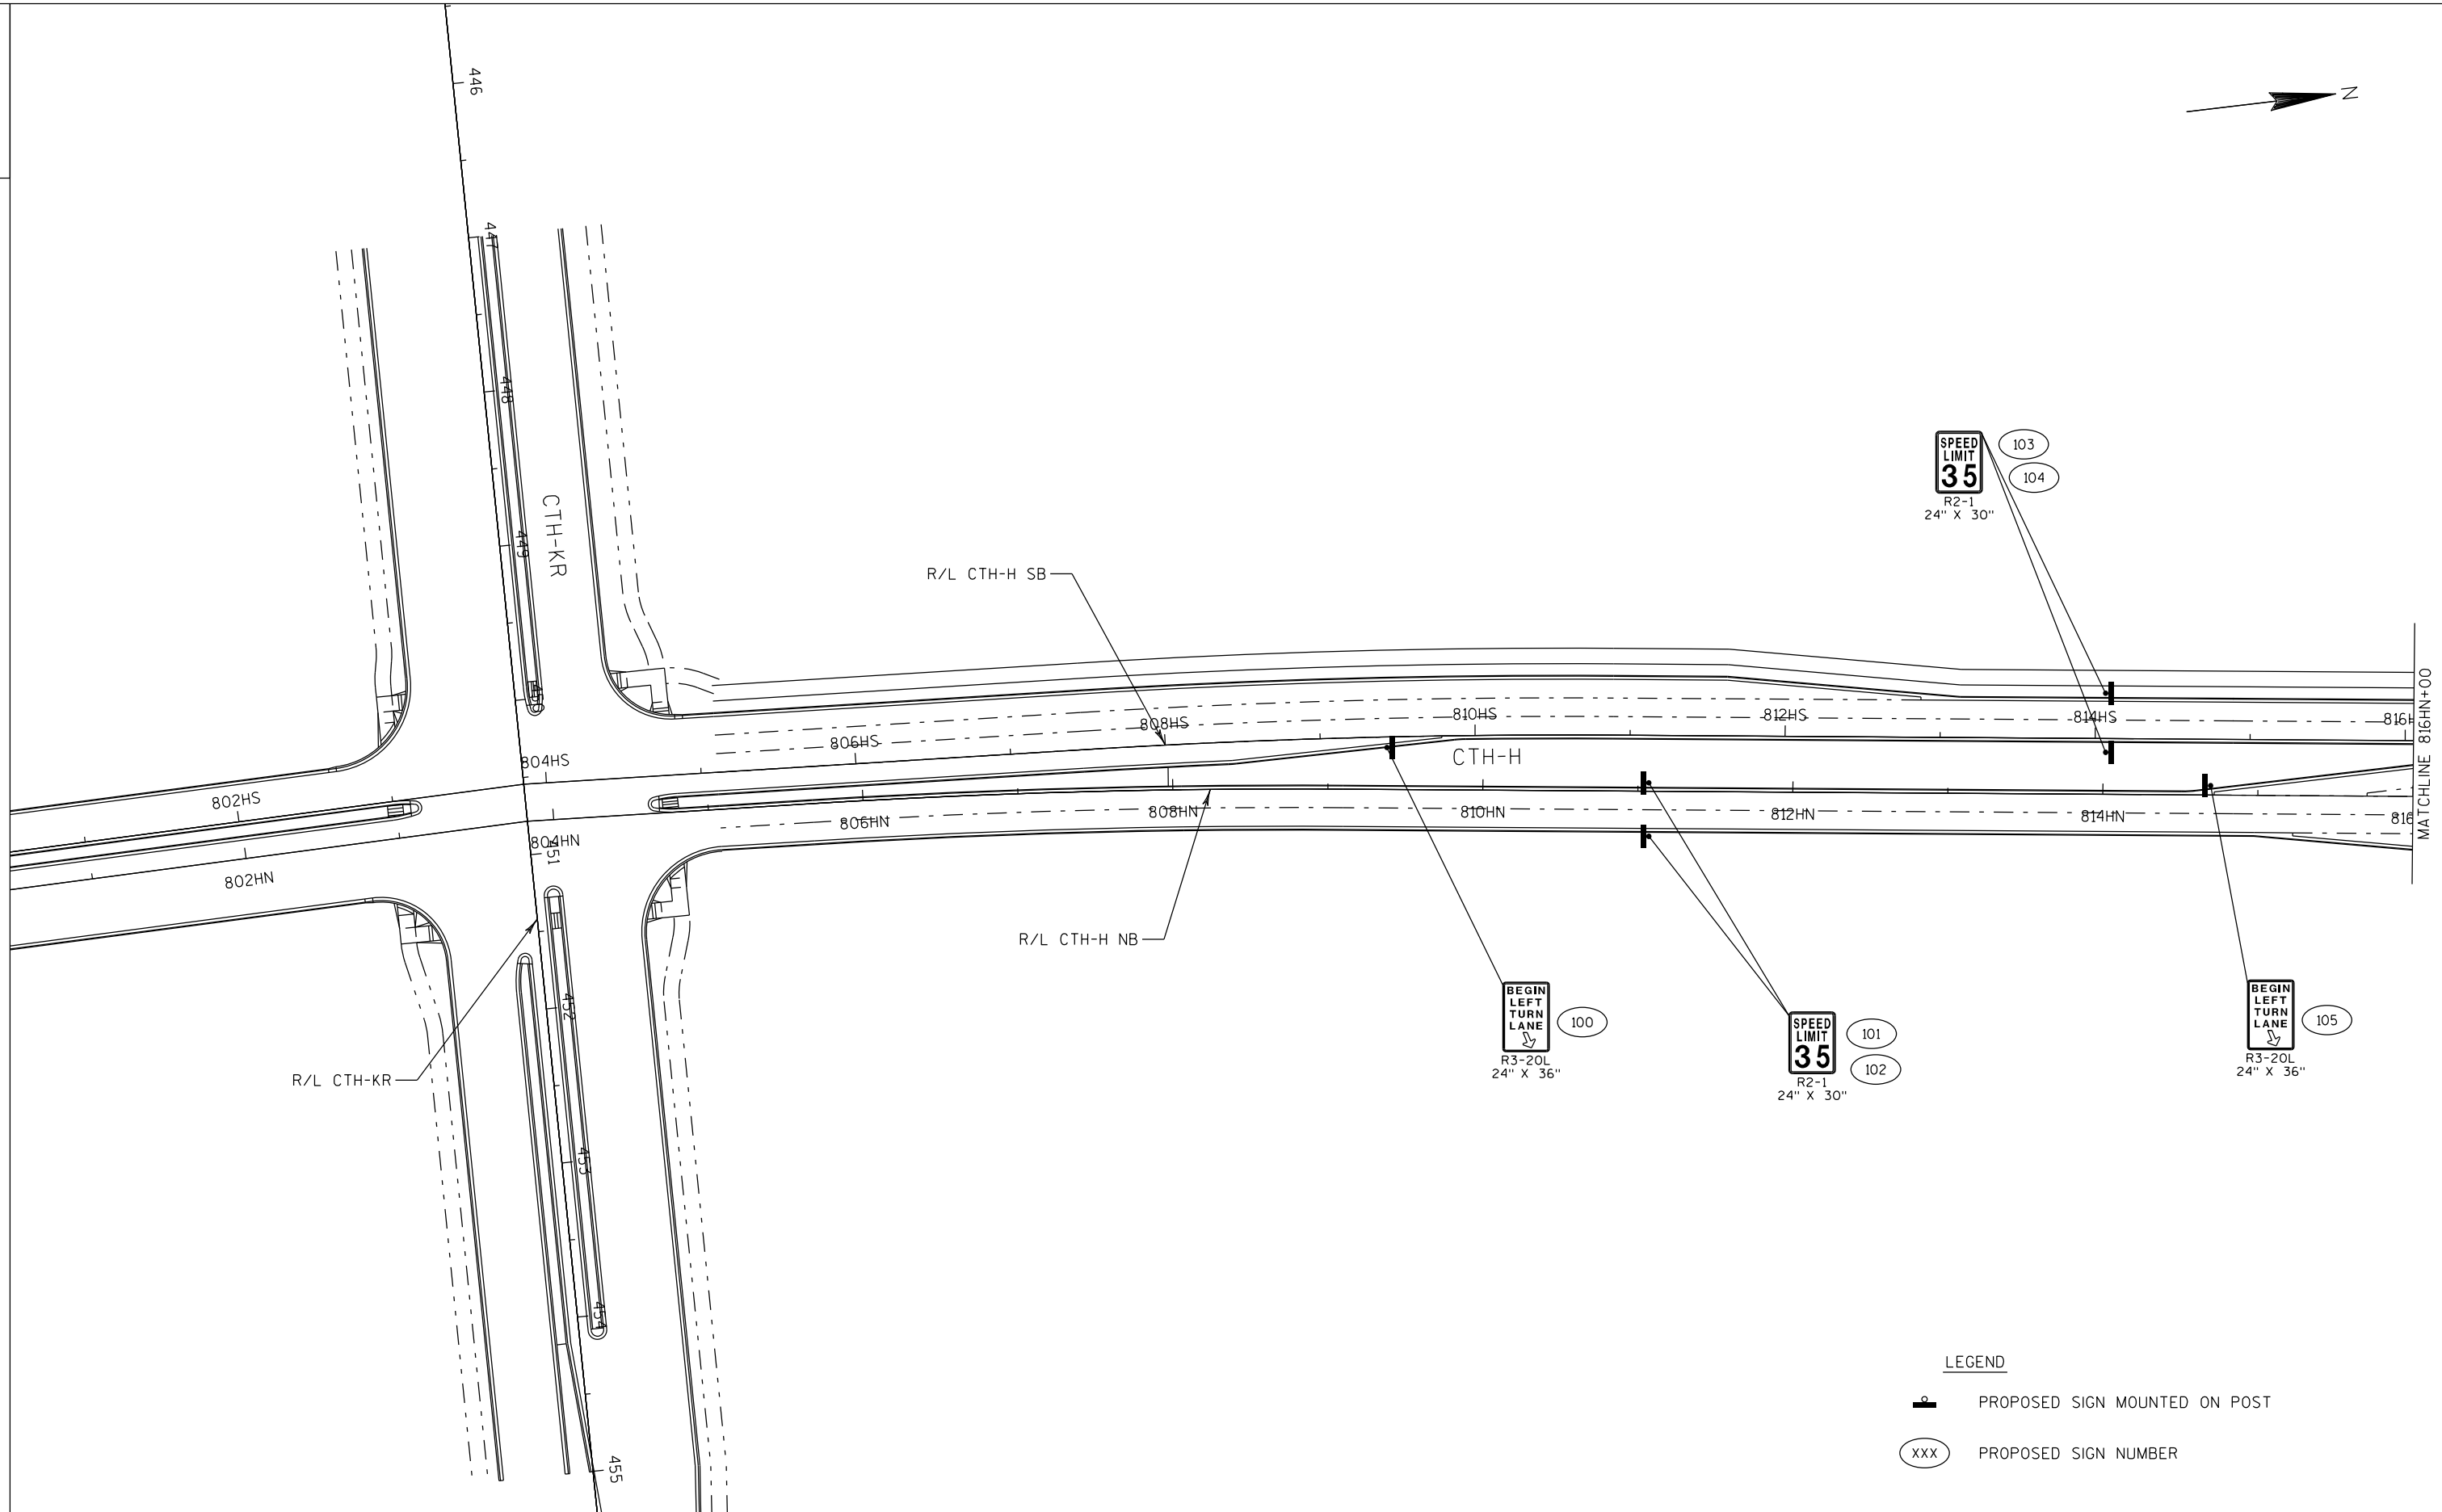 446
N
447
448
449
450
451
452
453
454
455
CTH-KR
SPEED
LIMIT
35
R2-1
24" X 30"
103
104
R/L CTH-H SB
802HS
804HS
806HS
808HS
810HS
812HS
814HS
CTH-H
802HN
804HN
806HN
808HN
810HN
812HN
814HN
816
MATCHLINE 816HN+00
R/L CTH-H NB
R/L CTH-KR
BEGIN
LEFT
TURN
LANE
R3-20L
24" X 36"
100
SPEED
LIMIT
35
R2-1
24" X 30"
101
102
BEGIN
LEFT
TURN
LANE
R3-20L
24" X 36"
105
LEGEND
PROPOSED SIGN MOUNTED ON POST
XXX PROPOSED SIGN NUMBER